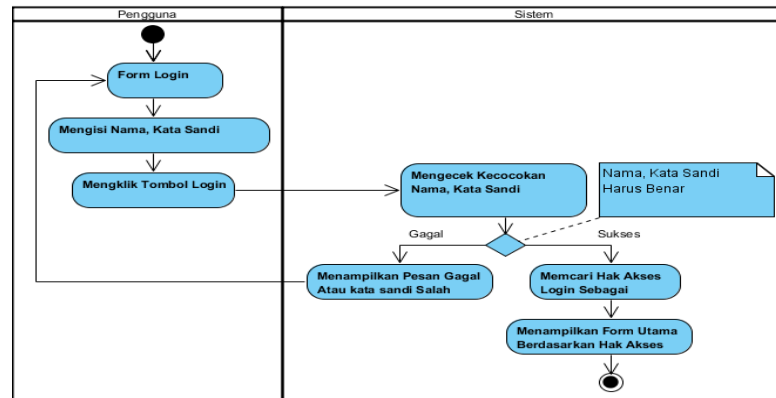 Pengguna
Sistem
Form Login
Mengisi Nama, Kata Sandi
Mengklik Tombol Login
Mengecek Kecocokan
Nama, Kata Sandi
Nama, Kata Sandi
Harus Benar
Gagal
Sukses
Menampilkan Pesan Gagal
Atau kata sandi Salah
Memcari Hak Akses
Login Sebagai
Menampilkan Form Utama
Berdasarkan Hak Akses